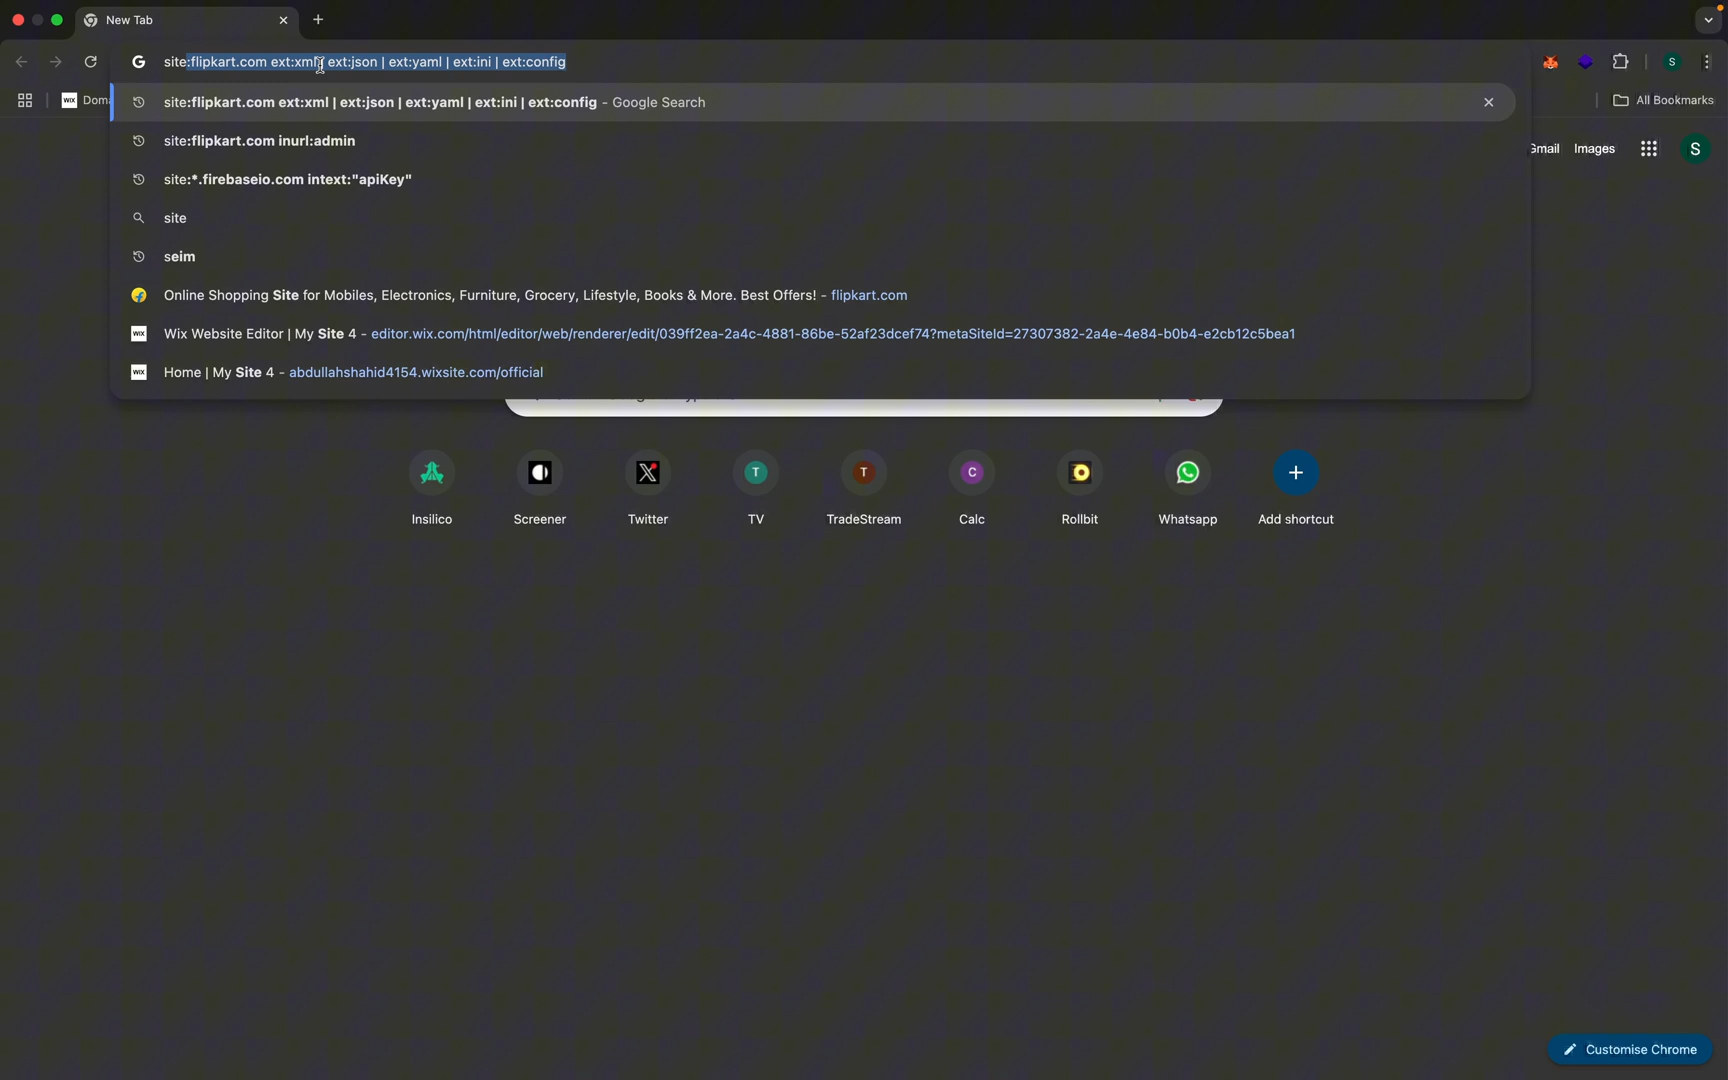 New Tab
site:flipkart.com ext:xml| ext:json | ext:yaml | ext:ini | ext:config
S
WIX Doma
site:flipkart.com ext:xml | ext:json | ext:yaml | ext:ini | ext:config - Google Search
All Bookmarks
site:flipkart.com inurl:admin
Gmail Images S
site:*.firebaseio.com intext:"apiKey"
site
seim
Online Shopping Site for Mobiles, Electronics, Furniture, Grocery, Lifestyle, Books & More. Best Offers! - flipkart.com
WIX Wix Website Editor | My Site 4 - editor.wix.com/html/editor/web/renderer/edit/039ff2ea-2a4c-4881-86be-52af23dcef74?metaSiteId=27307382-2a4e-4e84-b0b4-e2cb12c5bea1
WIX Home | My Site 4 - abdullahshahid4154.wixsite.com/official
T T C
Insilico Screener Twitter TV TradeStream Calc Rollbit Whatsapp Add shortcut
Customise Chrome